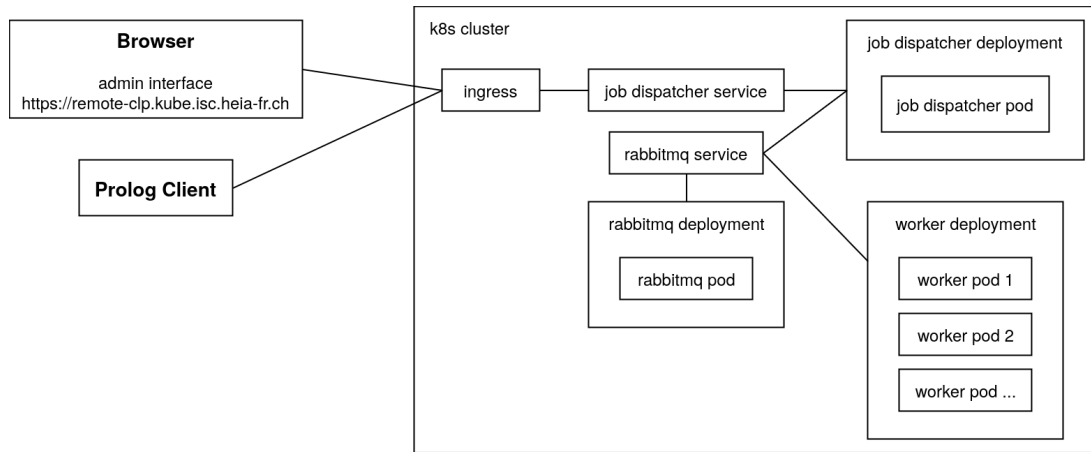 Browser
admin interface
https://remote-clp.kube.isc.heia-fr.ch
Prolog Client
k8s cluster
ingress
job dispatcher service
rabbitmq service
rabbitmq deployment
rabbitmq pod
job dispatcher deployment
job dispatcher pod
worker deployment
worker pod 1
worker pod 2
worker pod ...